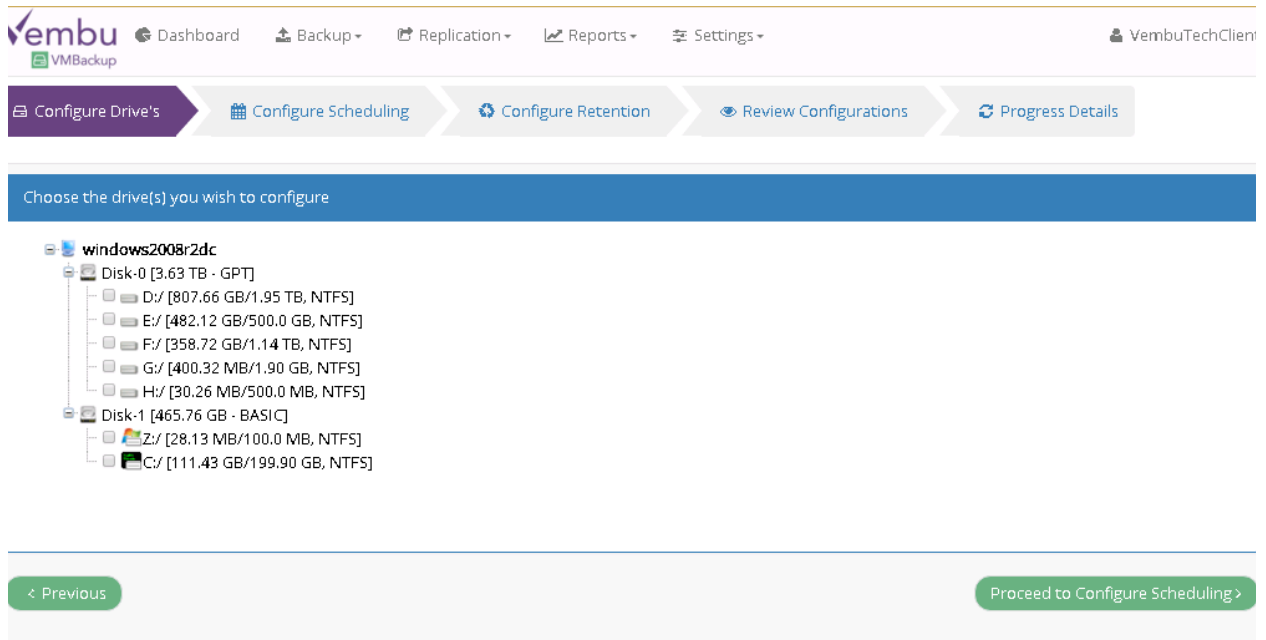 Vembu
VMBackup
Dashboard Backup Replication Reports Settings VembuTechClient
Configure Drive's Configure Scheduling Configure Retention Review Configurations Progress Details
Choose the drive(s) you wish to configure
windows2008r2dc
Disk-0 [3.63 TB - GPT]
D:/ [807.66 GB/1.95 TB, NTFS]
E:/ [482.12 GB/500.0 GB, NTFS]
F:/ [358.72 GB/1.14 TB, NTFS]
G:/ [400.32 MB/1.90 GB, NTFS]
H:/ [30.26 MB/500.0 MB, NTFS]
Disk-1 [465.76 GB - BASIC]
Z:/ [28.13 MB/100.0 MB, NTFS]
C:/ [111.43 GB/199.90 GB, NTFS]
< Previous Proceed to Configure Scheduling >